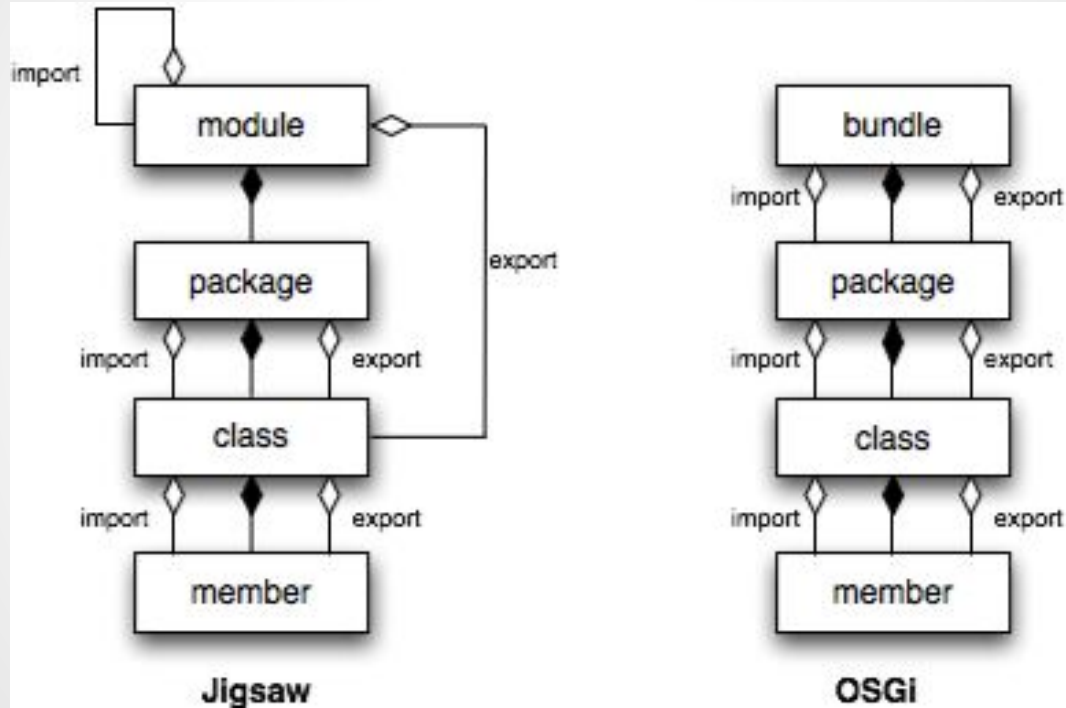 import
module
export
package
import
export
class
import
export
member
Jigsaw
bundle
import
export
package
import
export
class
import
export
member
OSGi